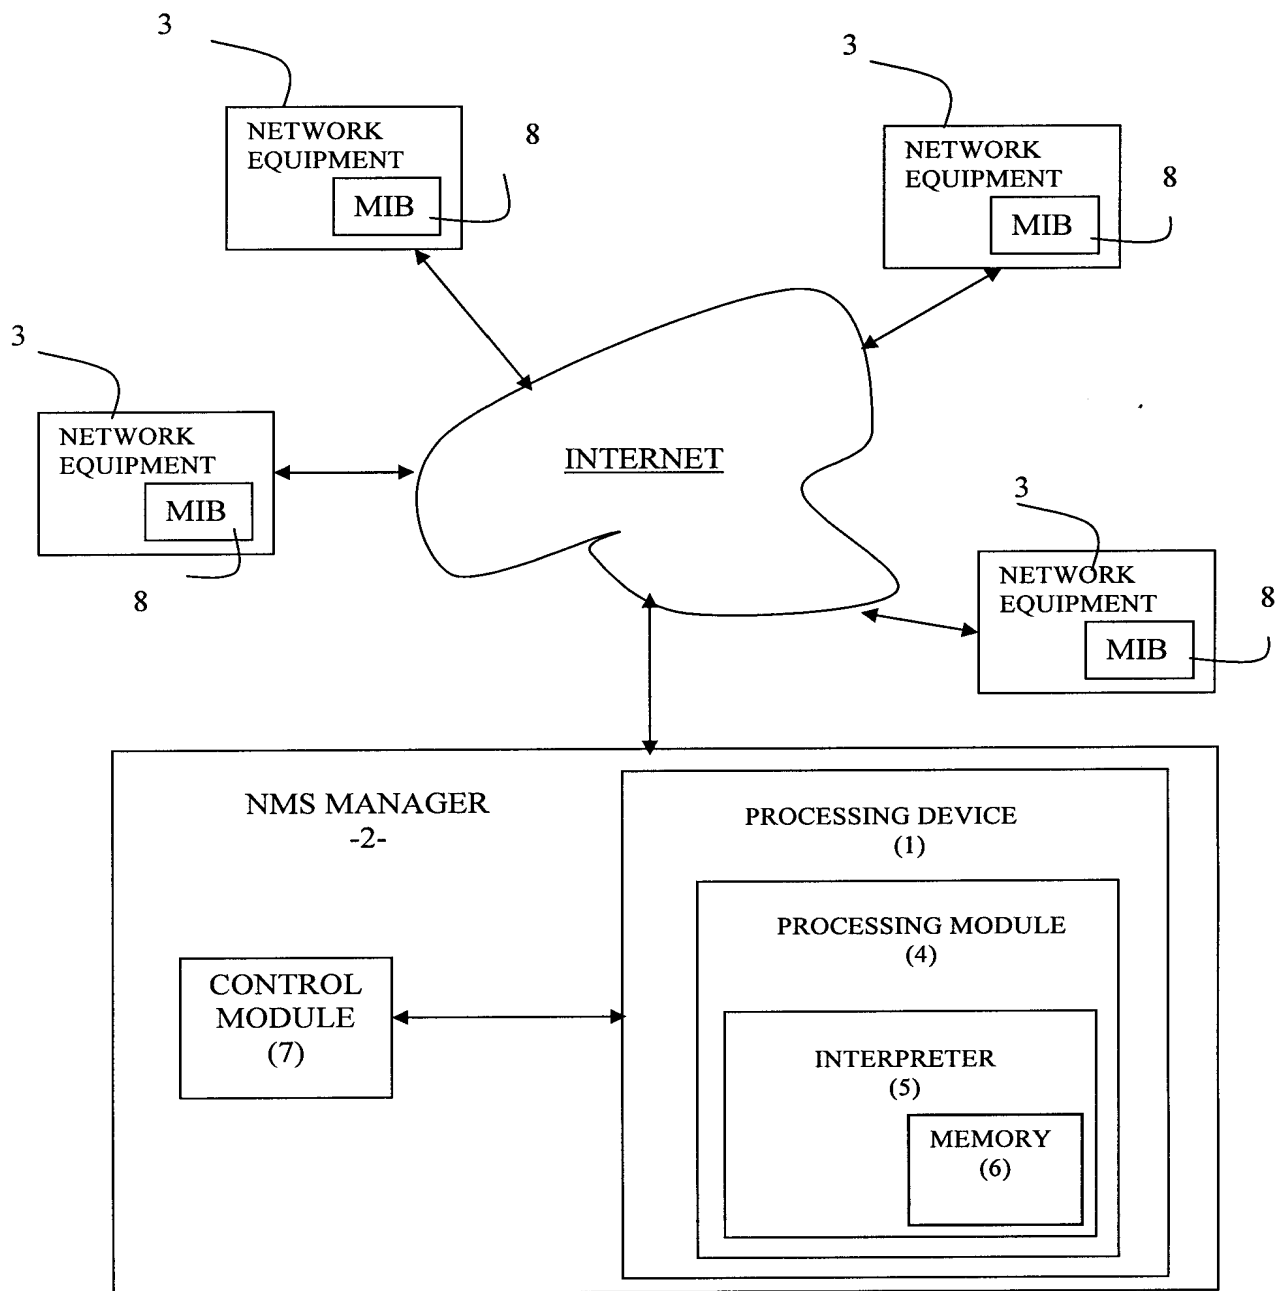 3
3
NETWORK
EQUIPMENT
8
MIB
NETWORK
EQUIPMENT
8
MIB
3
NETWORK
EQUIPMENT
MIB
8
INTERNET
3
NETWORK
EQUIPMENT
8
MIB
NMS MANAGER
-2-
PROCESSING DEVICE
(1)
PROCESSING MODULE
(4)
CONTROL
MODULE
(7)
INTERPRETER
(5)
MEMORY
(6)